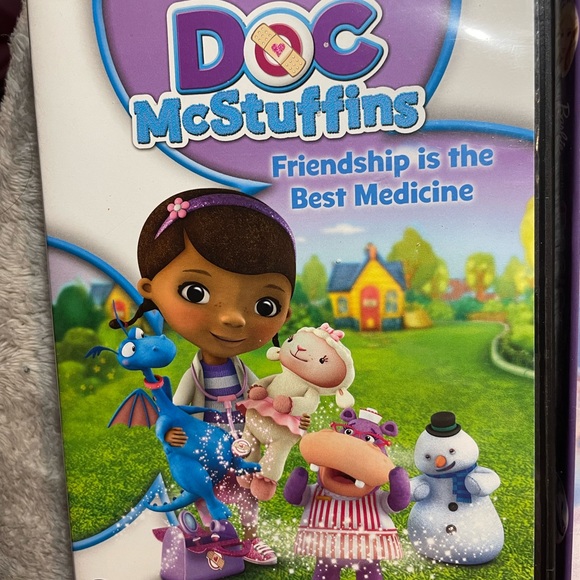 DOC
McStuffins
Friendship is the
Best Medicine